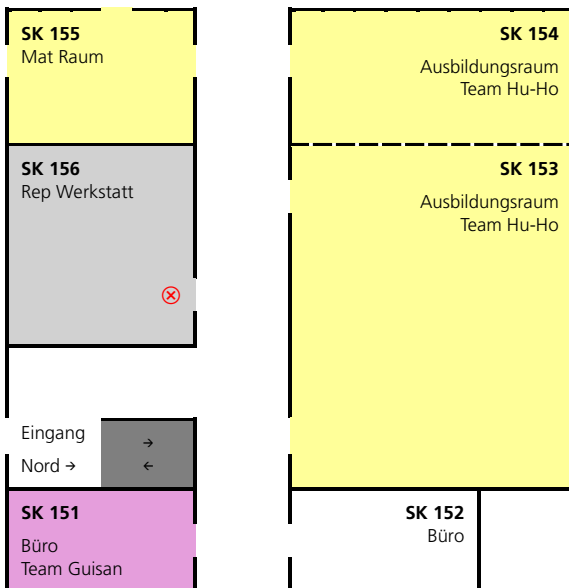 SK 155
Mat Raum
SK 154
Ausbildungsraum
Team Hu-Ho
SK 156
Rep Werkstatt
SK 153
Ausbildungsraum
Team Hu-Ho
Eingang
Nord →
→
←
SK 151
Büro
Team Guisan
SK 152
Büro